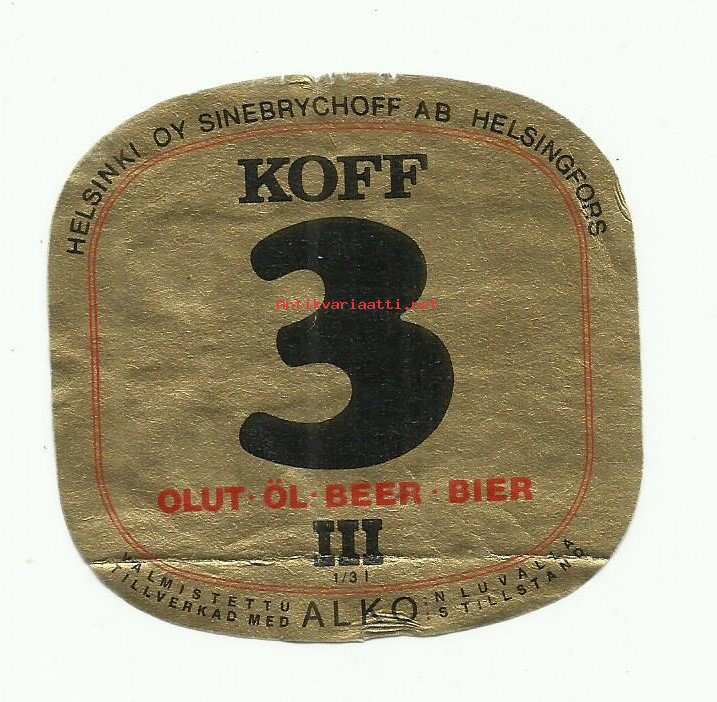 HELSINKI OY SINEBRYCHOFF AB HELSINGFORS
KOFF
3
antikvariaatti.net
OLUT · ÖL · BEER · BIER
III
1/3 l
VALMISTETTU ALKO:N LUVALLA
TILLVERKAD MED ALKO:S TILLSTÅND